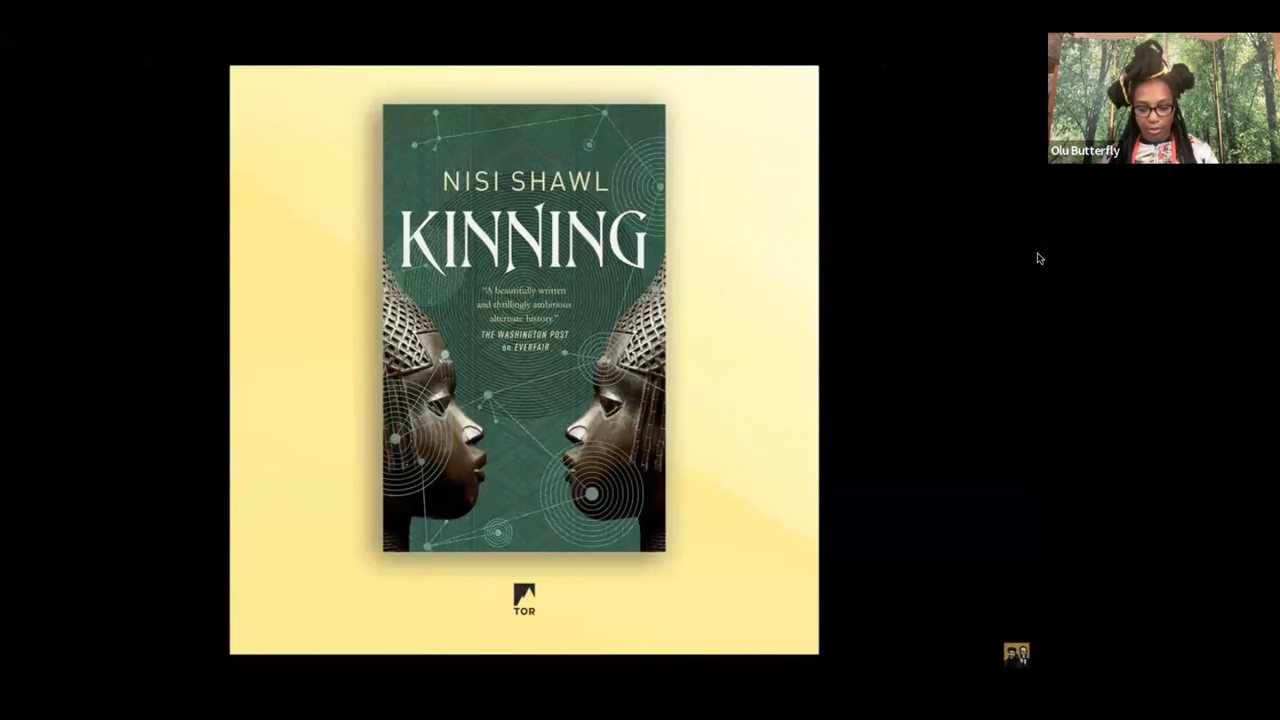 NISI SHAWL
KINNING
“A beautifully written
and thrillingly ambitious
alternate history.”
THE WASHINGTON POST
on EVERFAIR
TOR
Olu Butterfly